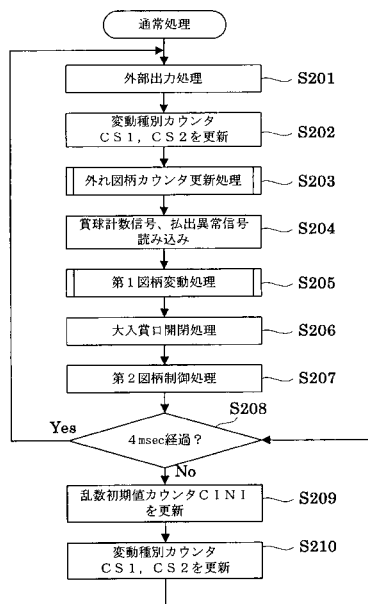 通常処理
外部出力処理
S201
変動種別カウンタ
CS1，CS2を更新
S202
外れ図柄カウンタ更新処理
S203
賞球計数信号、払出異常信号
読み込み
S204
第1図柄変動処理
S205
大入賞口開閉処理
S206
第2図柄制御処理
S207
S208
Yes
4msec経過？
No
乱数初期値カウンタCINI
を更新
S209
変動種別カウンタ
CS1，CS2を更新
S210